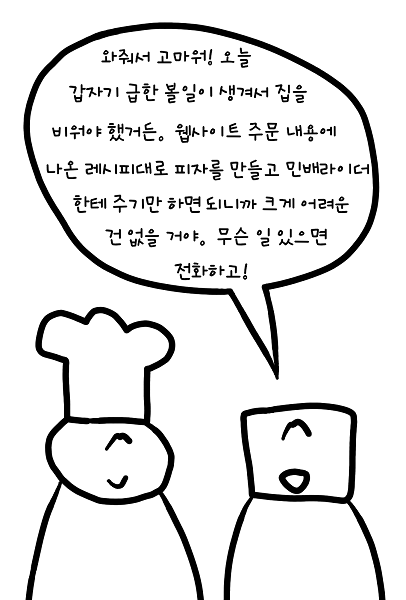 와줘서 고마워! 오늘
갑자기 급한 볼일이 생겨서 집을
비워야 했거든. 웹사이트 주문 내용에
나온 레시피대로 피자를 만들고 민배라이더
한테 주기만 하면 되니까 크게 어려운
건 없을 거야. 무슨 일 있으면
전화하고!